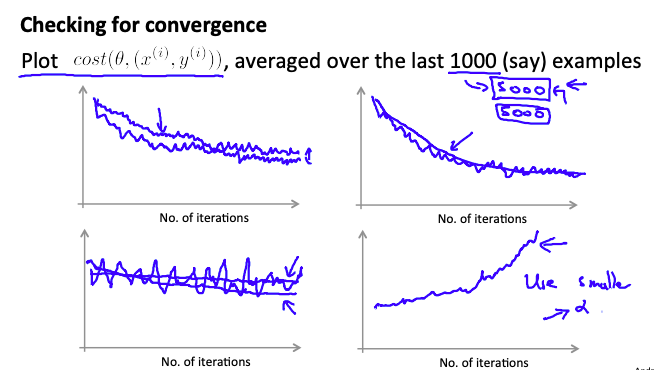 Checking for convergence
Plot cost(θ, (x^{(i)}, y^{(i)})), averaged over the last 1000 (say) examples
5000
5000
No. of iterations
No. of iterations
Use smaller
α
No. of iterations
No. of iterations
Andr